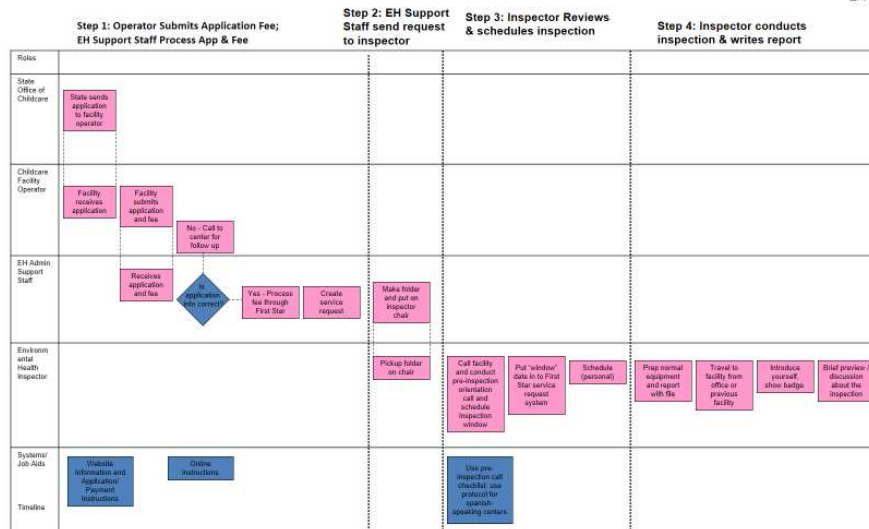 Step 1: Operator Submits Application Fee;
EH Support Staff Process App & Fee
Step 2: EH Support
Staff send request
to inspector
Step 3: Inspector Reviews
& schedules inspection
Step 4: Inspector conducts
inspection & writes report
Roles
State
Office of
Childcare
State sends
application
to facility
operator
Childcare
Facility
Operator
Facility
receives
application
Facility
submits
application
and fee
No - Call to
center for
follow up
EH Admin
Support
Staff
Receives
application
and fee
Is
application
info correct?
Yes - Process
fee through
First Star
Create
service
request
Make folder
and put on
inspector
chair
Environm
ental
Health
Inspector
Pickup folder
on chair
Call facility
and conduct
pre-inspection
orientation
call and
schedule
inspection
window
Put "window"
date in to First
Star service
request
system
Schedule
(personal)
Prep normal
equipment
and report
with file
Travel to
facility from
office or
previous
facility
Introduce
yourself,
show badge
Brief preview /
discussion
about the
inspection
Systems/
Job Aids
Website
Information and
Application/
Payment
Instructions
Online
instructions
Use pre-
inspection call
checklist; use
protocol for
spanish-
speaking centers
Timeline